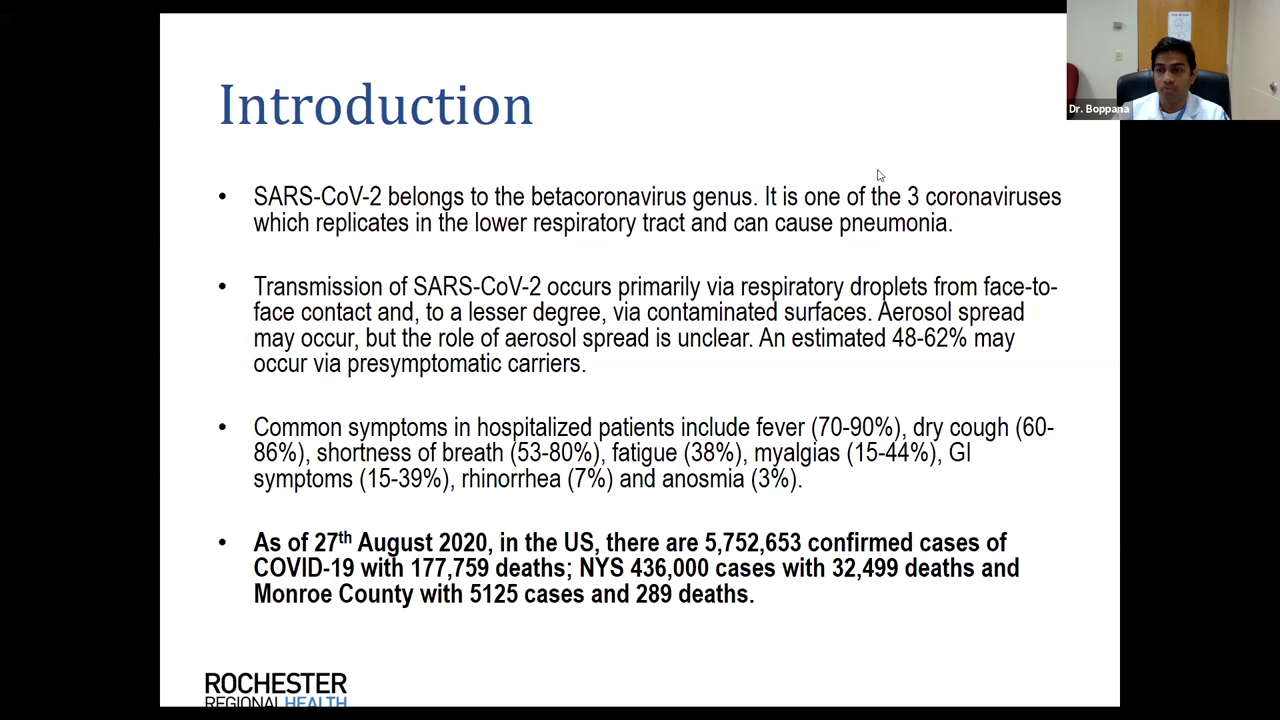 Introduction
Dr. Boppana
• SARS-CoV-2 belongs to the betacoronavirus genus. It is one of the 3 coronaviruses
which replicates in the lower respiratory tract and can cause pneumonia.
• Transmission of SARS-CoV-2 occurs primarily via respiratory droplets from face-to-
face contact and, to a lesser degree, via contaminated surfaces. Aerosol spread
may occur, but the role of aerosol spread is unclear. An estimated 48-62% may
occur via presymptomatic carriers.
• Common symptoms in hospitalized patients include fever (70-90%), dry cough (60-
86%), shortness of breath (53-80%), fatigue (38%), myalgias (15-44%), GI
symptoms (15-39%), rhinorrhea (7%) and anosmia (3%).
• As of 27th August 2020, in the US, there are 5,752,653 confirmed cases of
COVID-19 with 177,759 deaths; NYS 436,000 cases with 32,499 deaths and
Monroe County with 5125 cases and 289 deaths.
ROCHESTER
REGIONAL HEALTH